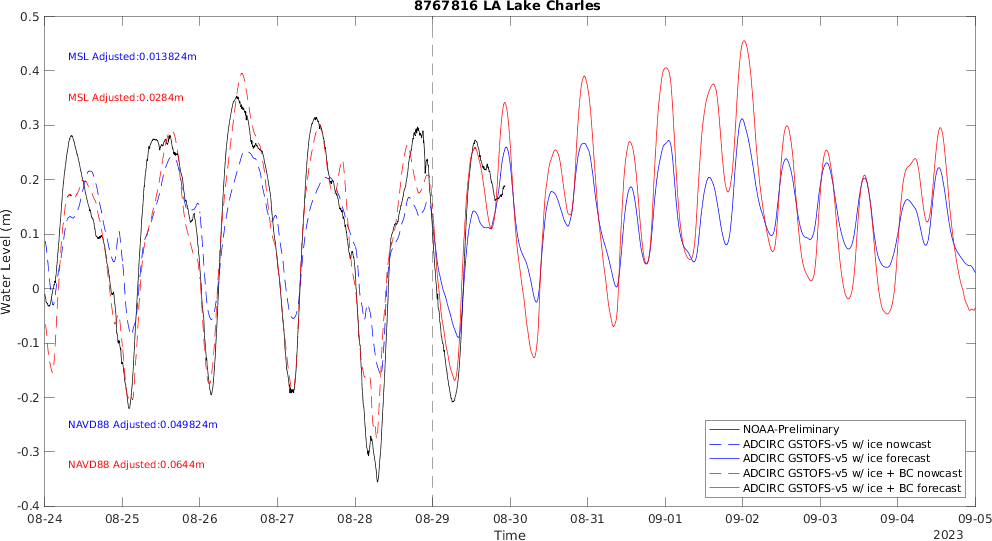 8767816 LA Lake Charles
0.5
0.4
0.3
0.2
0.1
0
-0.1
-0.2
-0.3
-0.4
Water Level (m)
MSL Adjusted:0.013824m
MSL Adjusted:0.0284m
NAVD88 Adjusted:0.049824m
NAVD88 Adjusted:0.0644m
NOAA-Preliminary
ADCIRC GSTOFS-v5 w/ ice nowcast
ADCIRC GSTOFS-v5 w/ ice forecast
ADCIRC GSTOFS-v5 w/ ice + BC nowcast
ADCIRC GSTOFS-v5 w/ ice + BC forecast
08-24 08-25 08-26 08-27 08-28 08-29 08-30 08-31 09-01 09-02 09-03 09-04 09-05
Time
2023